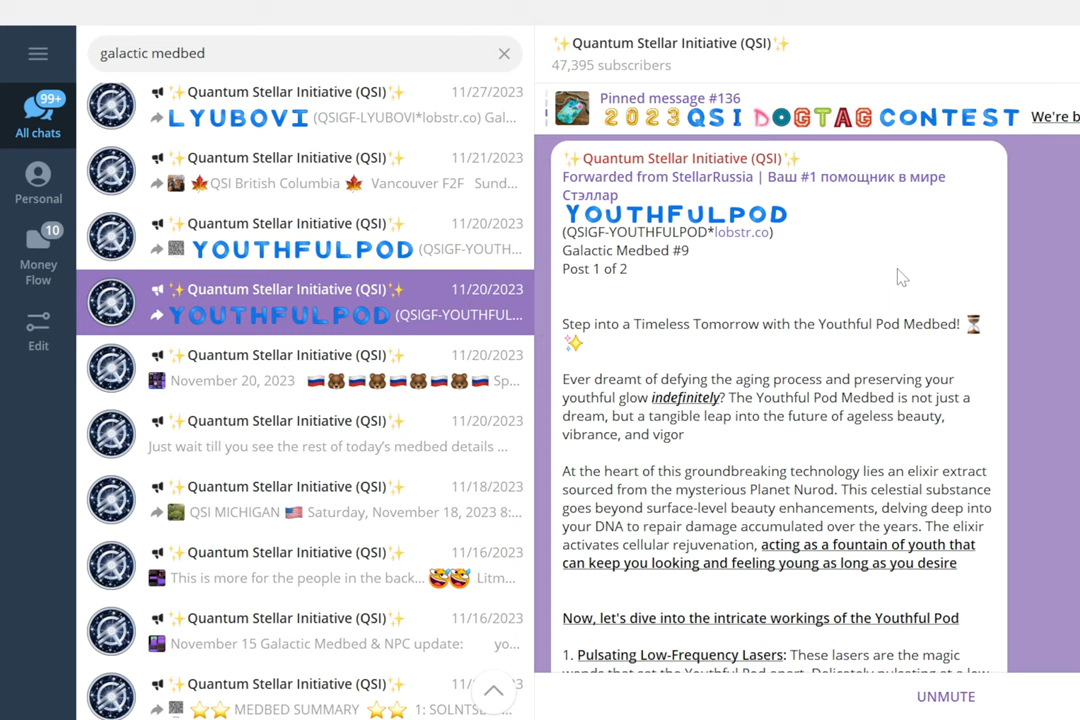 99+
All chats
Personal
10
Money
Flow
Edit
galactic medbed
✨Quantum Stellar Initiative (QSI)✨ 11/27/2023
LYUBOVI (QSIGF-LYUBOVI*lobstr.co) Gal...
✨Quantum Stellar Initiative (QSI)✨ 11/21/2023
🍁QSI British Columbia 🍁 Vancouver F2F Sund...
✨Quantum Stellar Initiative (QSI)✨ 11/20/2023
YOUTHFULPOD (QSIGF-YOUTH...
✨Quantum Stellar Initiative (QSI)✨ 11/20/2023
YOUTHFULPOD (QSIGF-YOUTHFUL...
✨Quantum Stellar Initiative (QSI)✨ 11/20/2023
November 20, 2023 🇷🇺🐻🇷🇺🐻🇷🇺🐻🇷🇺🐻🇷🇺 Sp...
✨Quantum Stellar Initiative (QSI)✨ 11/20/2023
Just wait till you see the rest of today's medbed details ...
✨Quantum Stellar Initiative (QSI)✨ 11/18/2023
QSI MICHIGAN 🇺🇸 Saturday, November 18, 2023 8:...
✨Quantum Stellar Initiative (QSI)✨ 11/16/2023
This is more for the people in the back... 🤣🤣 Litm...
✨Quantum Stellar Initiative (QSI)✨ 11/16/2023
November 15 Galactic Medbed & NPC update: yo...
✨Quantum Stellar Initiative (QSI)✨
⭐⭐ MEDBED SUMMARY ⭐⭐ 1:
✨Quantum Stellar Initiative (QSI)✨
47,395 subscribers
Pinned message #136
2023 QSI DOGTAG CONTEST We're b
✨Quantum Stellar Initiative (QSI)✨
Forwarded from StellarRussia | Ваш #1 помощник в мире
Стэллар
YOUTHFULPOD
(QSIGF-YOUTHFULPOD*lobstr.co)
Galactic Medbed #9
Post 1 of 2
Step into a Timeless Tomorrow with the Youthful Pod Medbed! ⏳
✨
Ever dreamt of defying the aging process and preserving your
youthful glow indefinitely? The Youthful Pod Medbed is not just a
dream, but a tangible leap into the future of ageless beauty,
vibrance, and vigor
At the heart of this groundbreaking technology lies an elixir extract
sourced from the mysterious Planet Nurod. This celestial substance
goes beyond surface-level beauty enhancements, delving deep into
your DNA to repair damage accumulated over the years. The elixir
activates cellular rejuvenation, acting as a fountain of youth that
can keep you looking and feeling young as long as you desire
Now, let's dive into the intricate workings of the Youthful Pod
1. Pulsating Low-Frequency Lasers: These lasers are the magic
UNMUTE